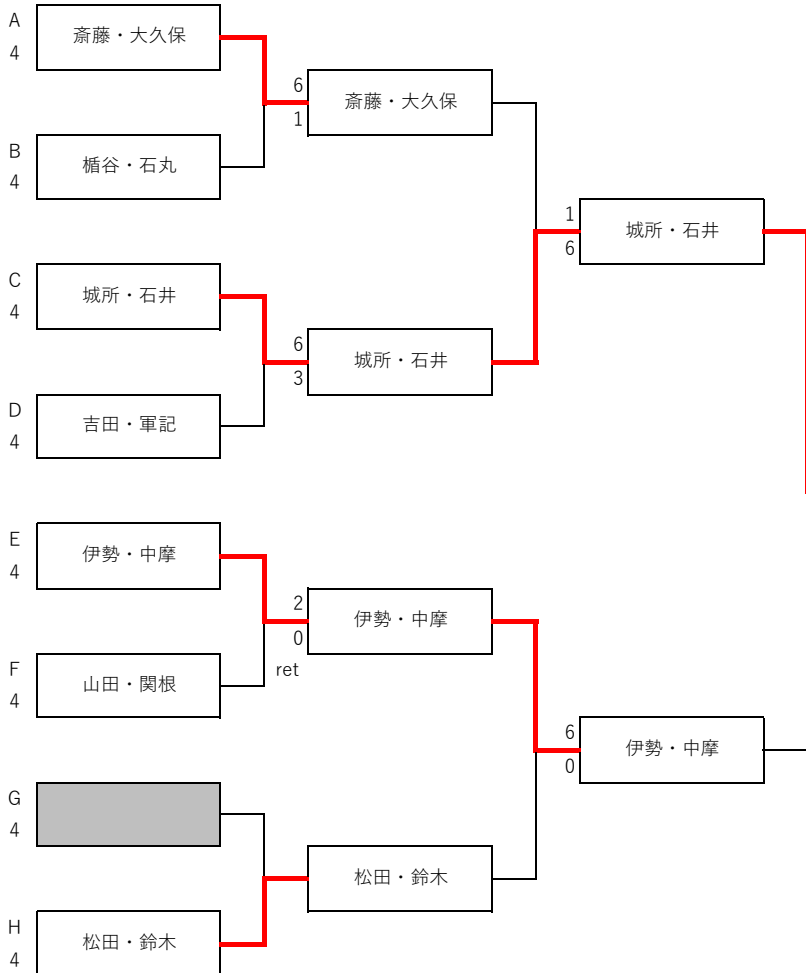 A
4
斎藤・大久保
B
4
楯谷・石丸
6
1
斎藤・大久保
C
4
城所・石井
D
4
吉田・軍記
6
3
城所・石井
1
6
城所・石井
E
4
伊勢・中摩
F
4
山田・関根
2
0
ret
伊勢・中摩
G
4
H
4
松田・鈴木
松田・鈴木
6
0
伊勢・中摩